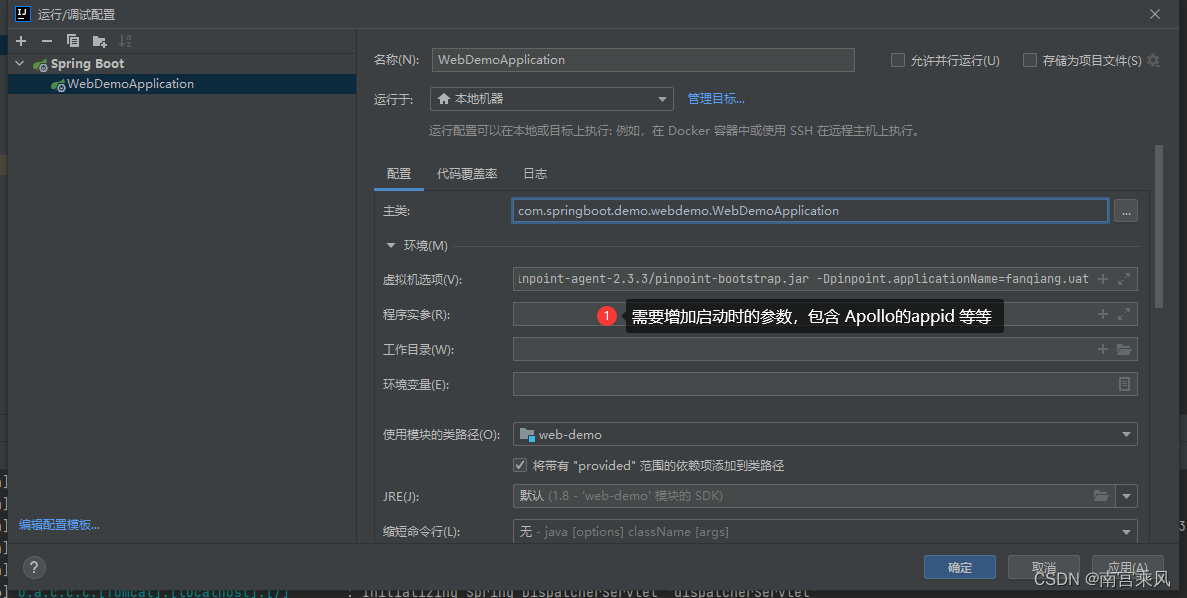 运行/调试配置
Spring Boot
WebDemoApplication
名称(N):
WebDemoApplication
允许并行运行(U)
存储为项目文件(S)
运行于:
本地机器
管理目标...
运行配置可以在本地或目标上执行: 例如，在 Docker 容器中或使用 SSH 在远程主机上执行。
配置
代码覆盖率
日志
主类:
com.springboot.demo.webdemo.WebDemoApplication
...
环境(M)
虚拟机选项(V):
inpoint-agent-2.3.3/pinpoint-bootstrap.jar -Dpinpoint.applicationName=fanqiang.uat
程序实参(R):
1
需要增加启动时的参数，包含 Apollo的appid 等等
工作目录(W):
环境变量(E):
使用模块的类路径(O):
web-demo
将带有 "provided" 范围的依赖项添加到类路径
JRE(J):
默认 (1.8 - 'web-demo' 模块的 SDK)
缩短命令行(L):
无 - java [options] className [args]
编辑配置模板...
?
确定
取消
应用(A)
CSDN @南宫乘风
o.a.c.c.C.[Tomcat].[localhost].[/] : Initializing Spring DispatcherServlet 'dispatcherServlet'